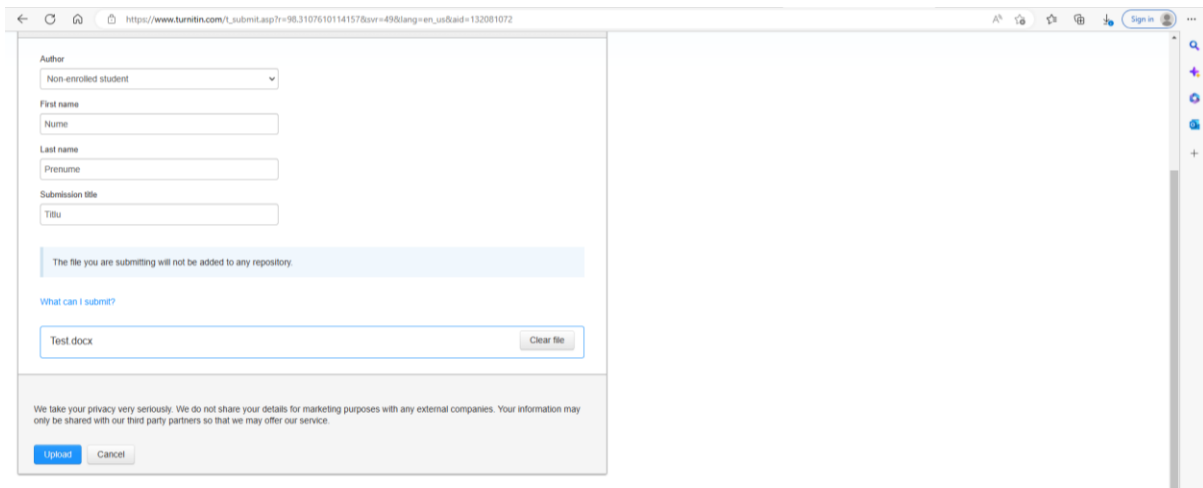 https://www.turnitin.com/t_submit.asp?r=98.3107610114157&svr=49&lang=en_us&aid=132081072
Sign in
Author
Non-enrolled student
First name
Nume
Last name
Prenume
Submission title
Titlu
The file you are submitting will not be added to any repository.
What can I submit?
Test docx
Clear file
We take your privacy very seriously. We do not share your details for marketing purposes with any external companies. Your information may
only be shared with our third party partners so that we may offer our service.
Upload
Cancel